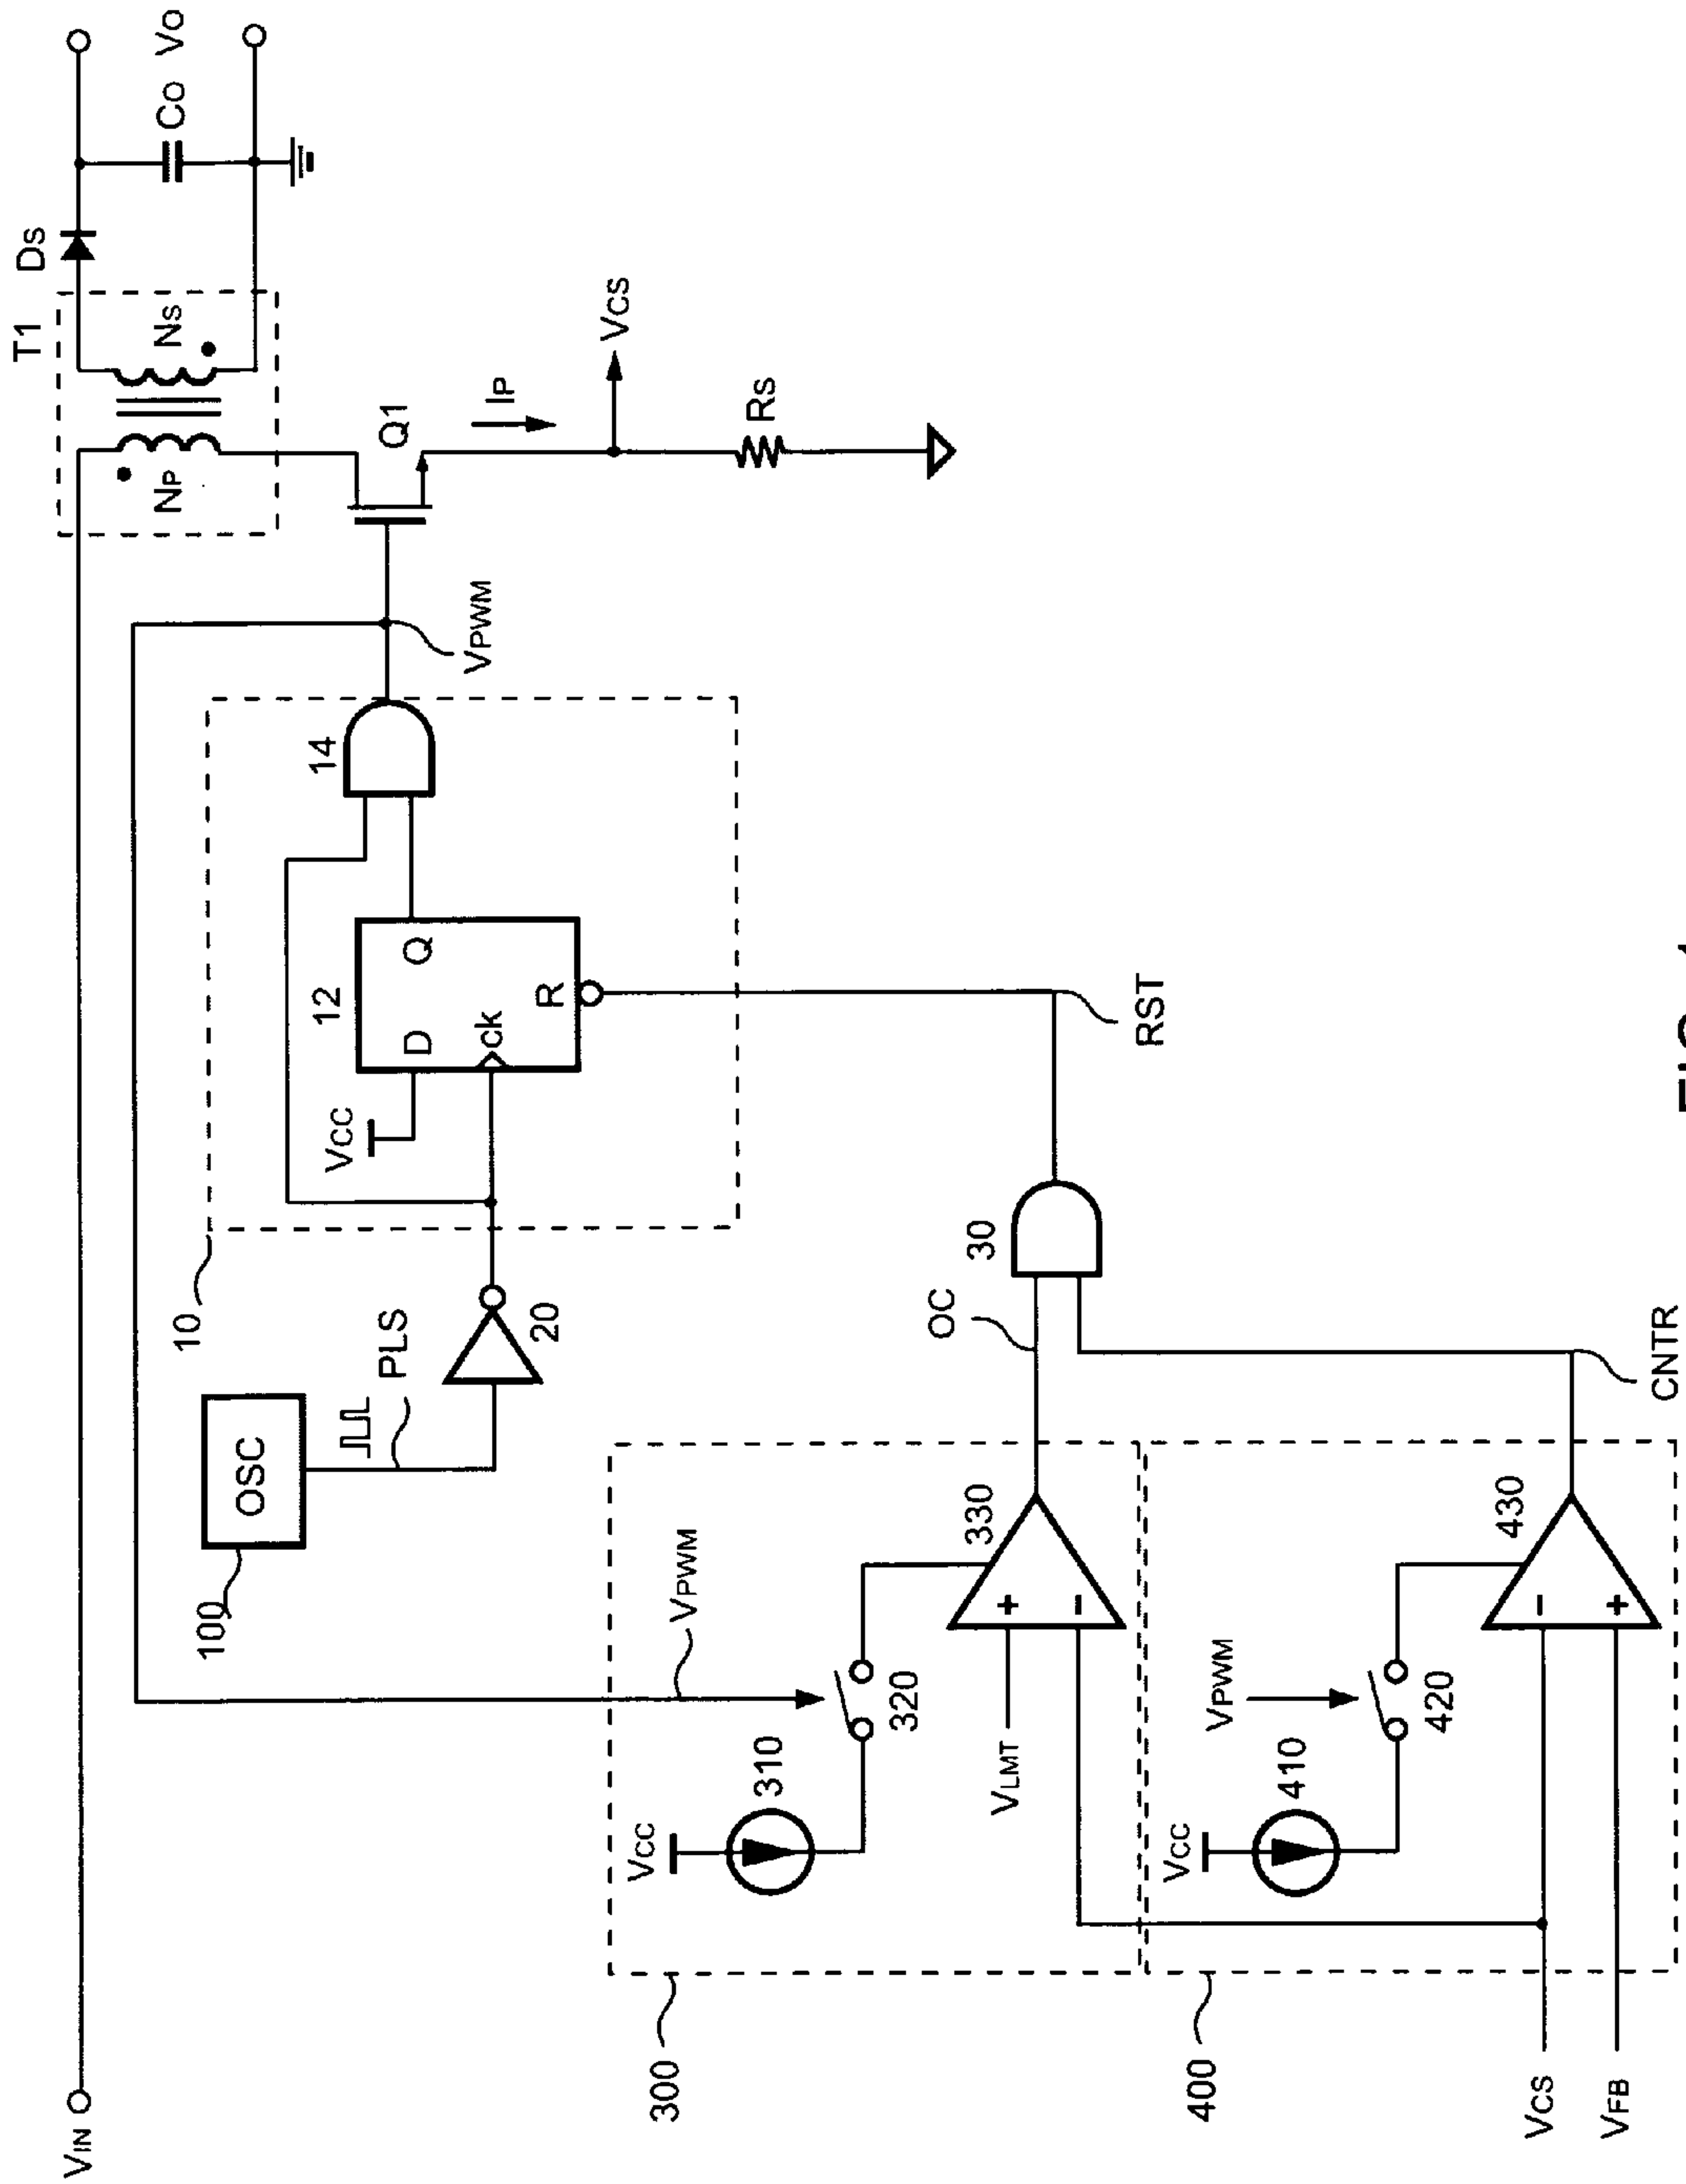 T1
DS
CO
VO
NP
NS
VIN
Q1
IP
VCS
RS
VPWM
10
14
12
D
Q
ck
R
VCC
OSC
100
PLS
20
RST
30
OC
CNTR
300
VCC
310
320
VPWM
330
+
-
VLMT
400
VCC
410
420
VPWM
430
-
+
VCS
VFB